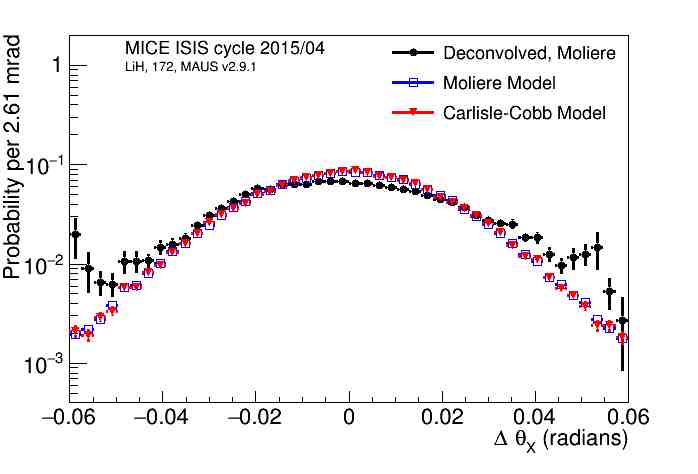 MICE ISIS cycle 2015/04
LiH, 172, MAUS v2.9.1
Deconvolved, Moliere
Moliere Model
Carlisle-Cobb Model
Probability per 2.61 mrad
1
10⁻¹
10⁻²
10⁻³
−0.06 −0.04 −0.02 0 0.02 0.04 0.06
Δ θ_X (radians)